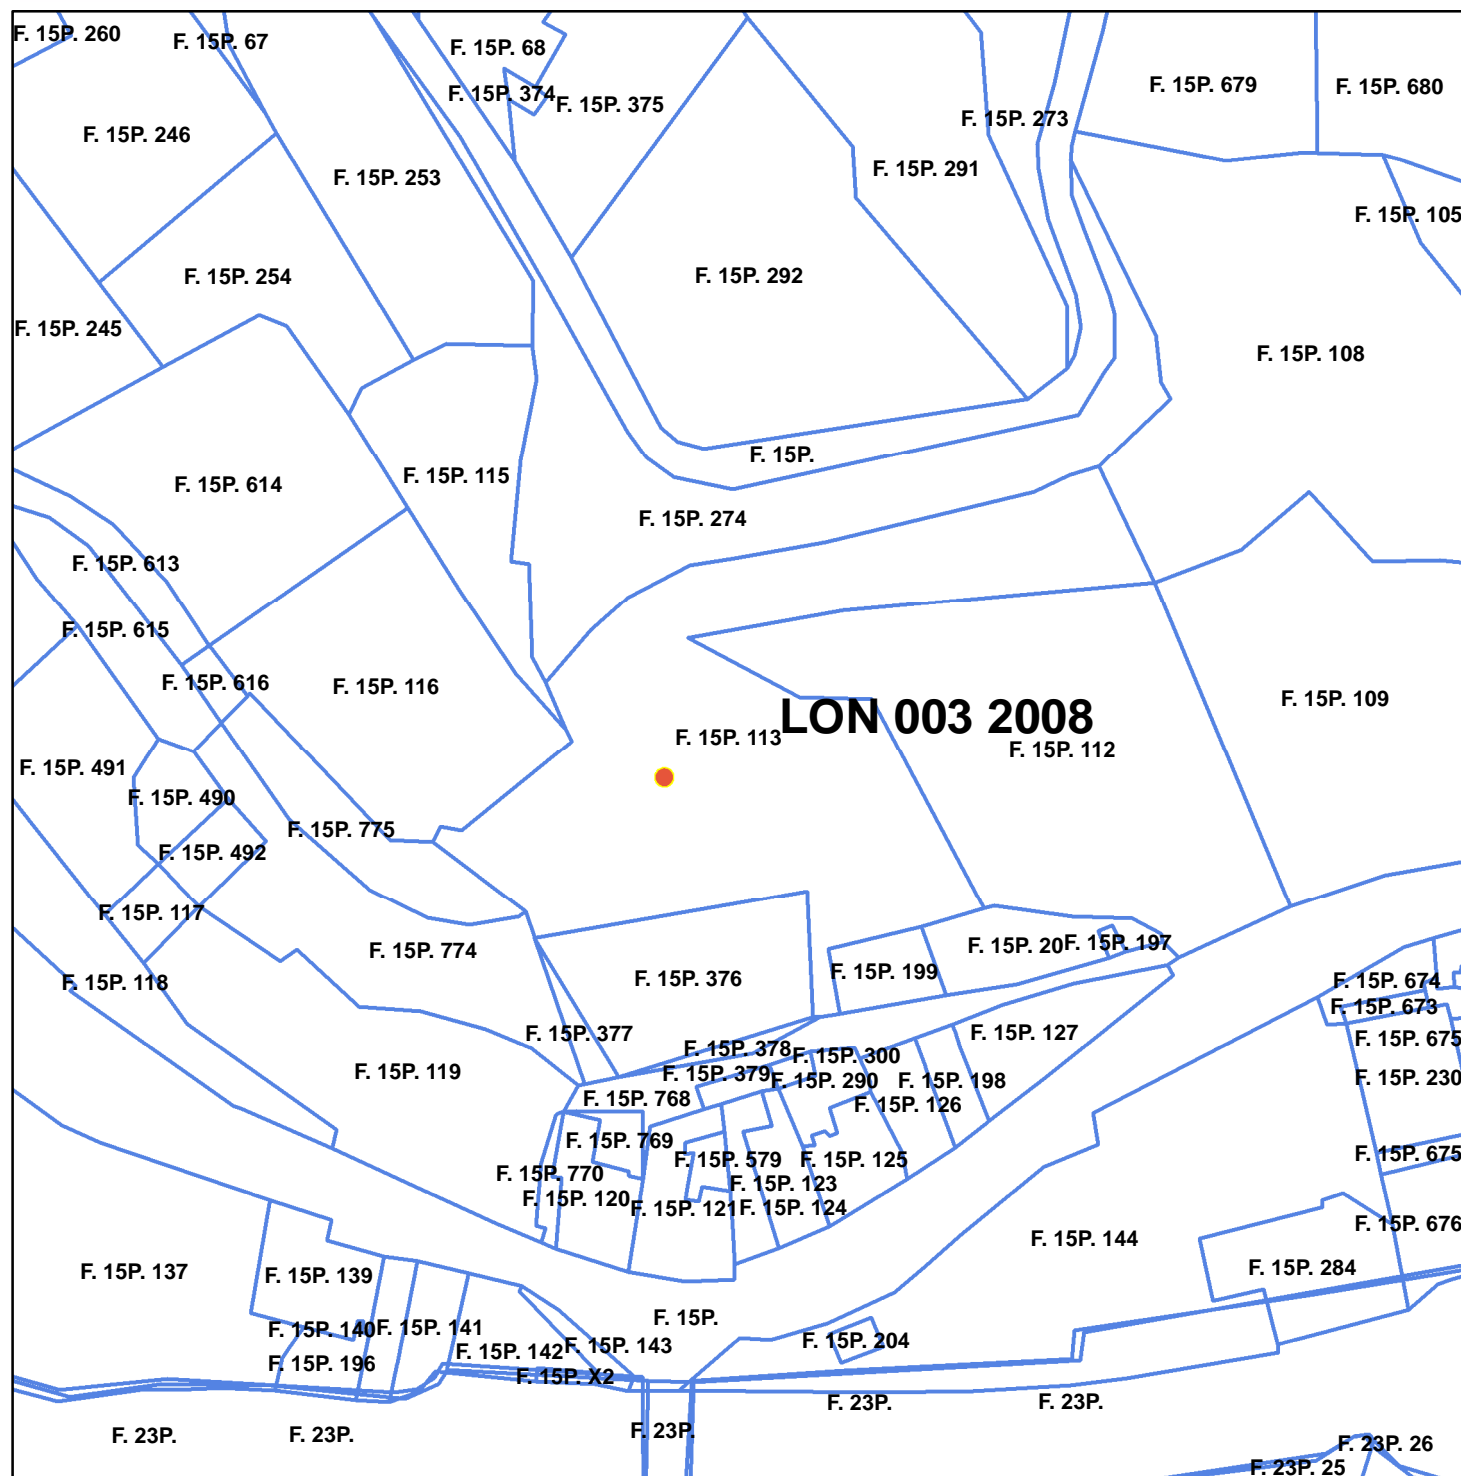 F. 15P. 260
F. 15P. 67
F. 15P. 68
F. 15P. 679
F. 15P. 680
F. 15P. 374
F. 15P. 375
F. 15P. 273
F. 15P. 246
F. 15P. 253
F. 15P. 291
F. 15P. 105
F. 15P. 254
F. 15P. 292
F. 15P. 245
F. 15P. 108
F. 15P.
F. 15P. 115
F. 15P. 614
F. 15P. 274
F. 15P. 613
F. 15P. 615
F. 15P. 616
F. 15P. 116
F. 15P. 109
LON 003 2008
F. 15P. 113
F. 15P. 112
F. 15P. 491
F. 15P. 490
F. 15P. 775
F. 15P. 492
F. 15P. 117
F. 15P. 774
F. 15P. 20
F. 15P. 197
F. 15P. 199
F. 15P. 376
F. 15P. 118
F. 15P. 674
F. 15P. 673
F. 15P. 377
F. 15P. 127
F. 15P. 675
F. 15P. 378
F. 15P. 300
F. 15P. 119
F. 15P. 379
F. 15P. 290
F. 15P. 198
F. 15P. 230
F. 15P. 768
F. 15P. 126
F. 15P. 769
F. 15P. 579
F. 15P. 125
F. 15P. 675
F. 15P. 770
F. 15P. 123
F. 15P. 120
F. 15P. 121
F. 15P. 124
F. 15P. 676
F. 15P. 144
F. 15P. 137
F. 15P. 139
F. 15P. 284
F. 15P.
F. 15P. 140
F. 15P. 141
F. 15P. 204
F. 15P. 142
F. 15P. 143
F. 15P. 196
F. 15P. X2
F. 23P.
F. 23P.
F. 23P.
F. 23P.
F. 23P.
F. 23P. 26
F. 23P. 25